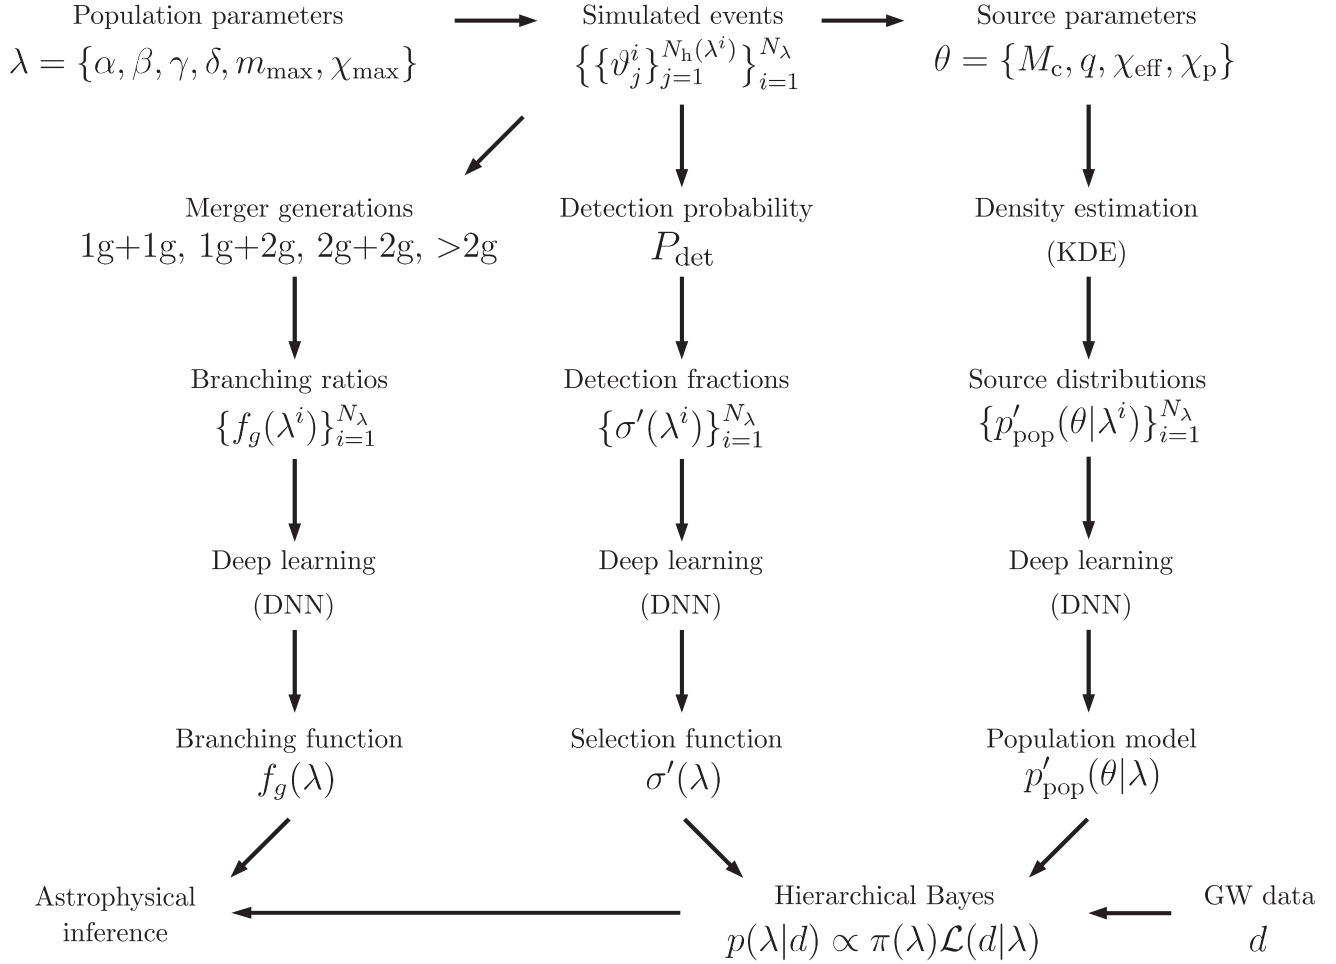 Population parameters
λ = {α, β, γ, δ, m_max, χ_max}
Simulated events
{{ϑ_j^i}_{j=1}^{N_h(λ^i)}}_{i=1}^{N_λ}
Source parameters
θ = {M_c, q, χ_eff, χ_p}
Merger generations
1g+1g, 1g+2g, 2g+2g, >2g
Detection probability
P_det
Density estimation
(KDE)
Branching ratios
{f_g(λ^i)}_{i=1}^{N_λ}
Detection fractions
{σ′(λ^i)}_{i=1}^{N_λ}
Source distributions
{p′_pop(θ|λ^i)}_{i=1}^{N_λ}
Deep learning
(DNN)
Deep learning
(DNN)
Deep learning
(DNN)
Branching function
f_g(λ)
Selection function
σ′(λ)
Population model
p′_pop(θ|λ)
Astrophysical
inference
Hierarchical Bayes
p(λ|d) ∝ π(λ)ℒ(d|λ)
GW data
d